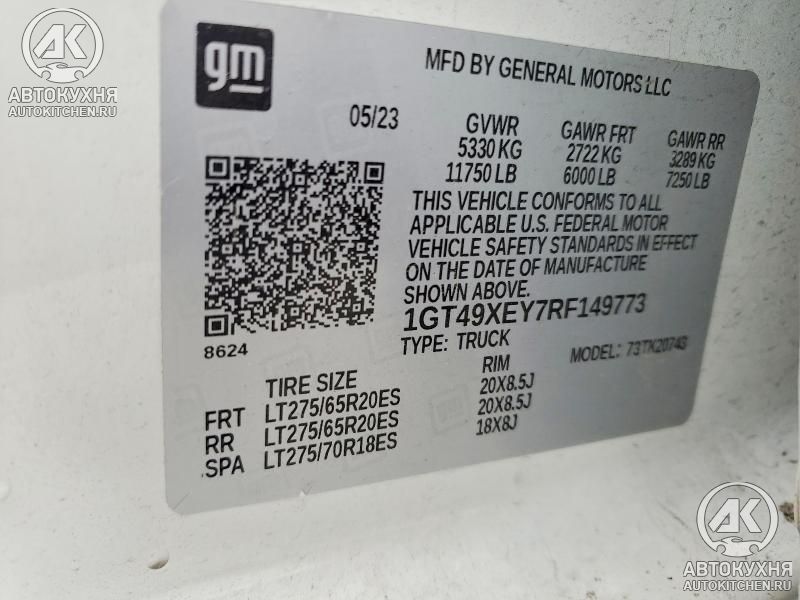 AK
АВТОКУХНЯ
AUTOKITCHEN.RU
gm
MFD BY GENERAL MOTORS LLC
05/23
GVWR GAWR FRT GAWR RR
5330 KG 2722 KG 3289 KG
11750 LB 6000 LB 7250 LB
THIS VEHICLE CONFORMS TO ALL
APPLICABLE U.S. FEDERAL MOTOR
VEHICLE SAFETY STANDARDS IN EFFECT
ON THE DATE OF MANUFACTURE
SHOWN ABOVE.
1GT49XEY7RF149773
8624
TYPE: TRUCK MODEL: 73TK20743
TIRE SIZE RIM
FRT LT275/65R20ES 20X8.5J
RR LT275/65R20ES 20X8.5J
SPA LT275/70R18ES 18X8J
AK
АВТОКУХНЯ
AUTOKITCHEN.RU